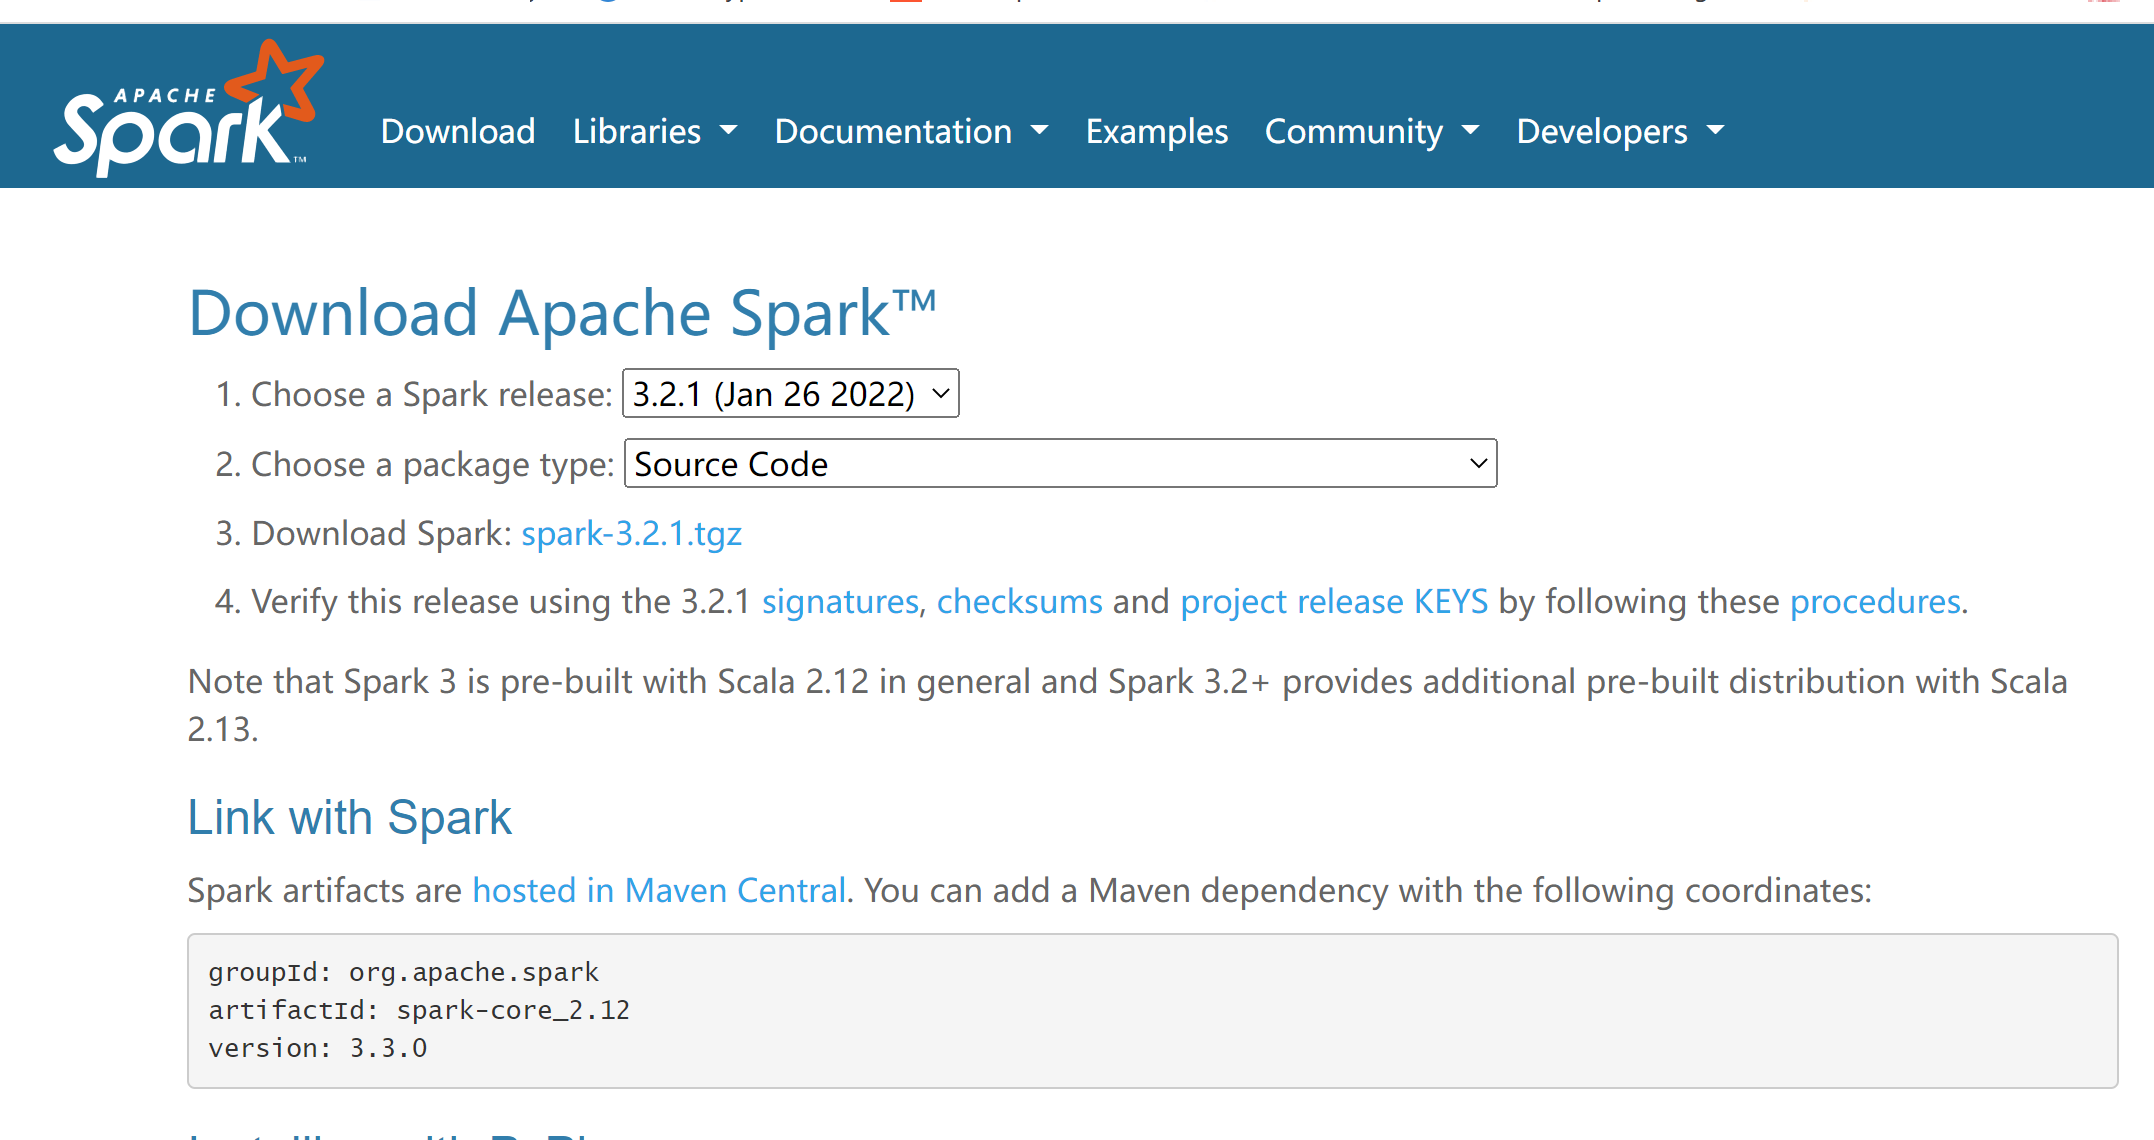 APACHE
Spark™
Download Libraries Documentation Examples Community Developers
Download Apache Spark™
1. Choose a Spark release: 3.2.1 (Jan 26 2022)
2. Choose a package type: Source Code
3. Download Spark: spark-3.2.1.tgz
4. Verify this release using the 3.2.1 signatures, checksums and project release KEYS by following these procedures.
Note that Spark 3 is pre-built with Scala 2.12 in general and Spark 3.2+ provides additional pre-built distribution with Scala
2.13.
Link with Spark
Spark artifacts are hosted in Maven Central. You can add a Maven dependency with the following coordinates:
groupId: org.apache.spark
artifactId: spark-core_2.12
version: 3.3.0